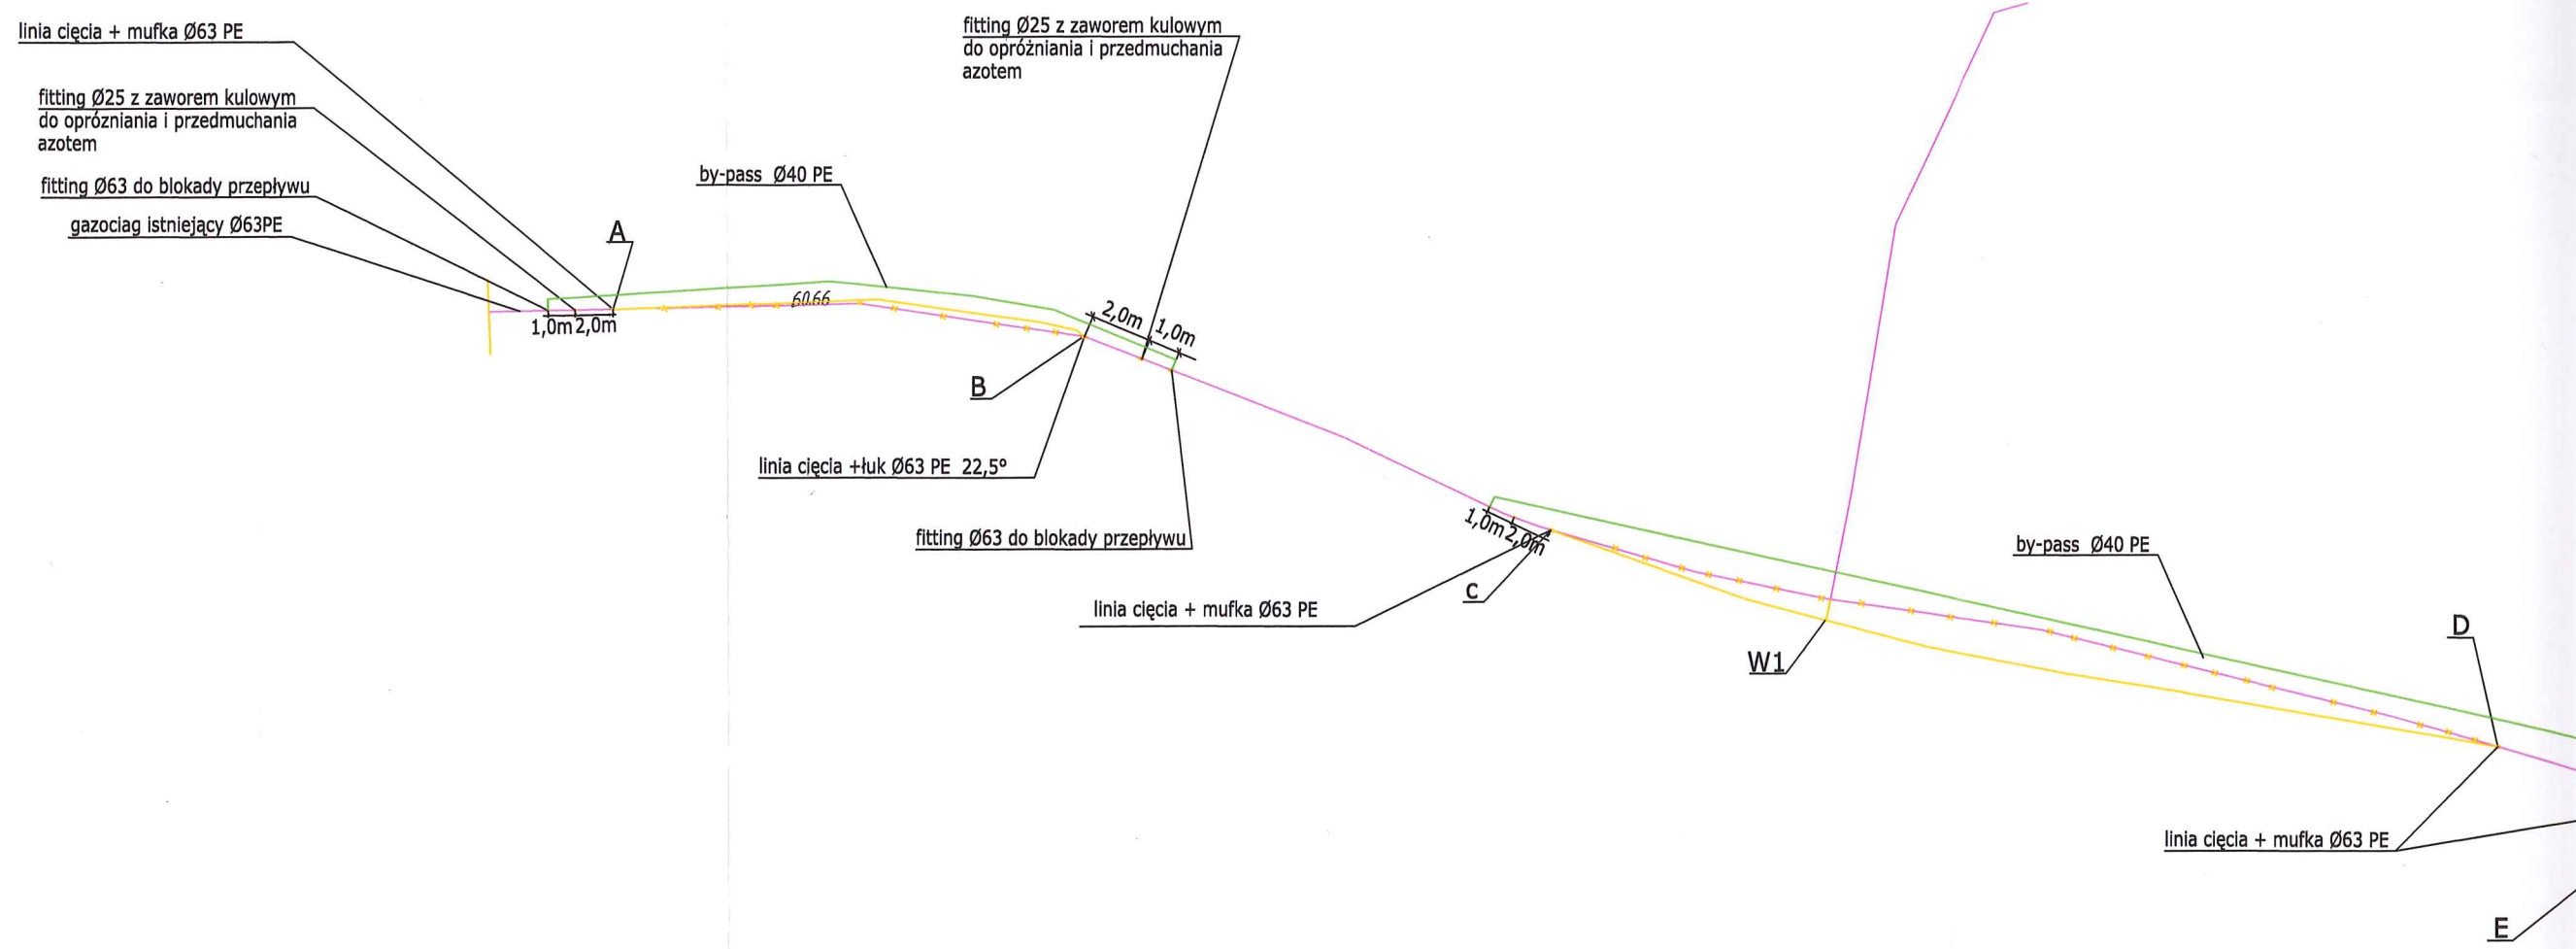 linia cięcia + mufka Ø63 PE
fitting Ø25 z zaworem kulowym
do oprózniania i przedmuchania
azotem
fitting Ø63 do blokady przepływu
gazociag istniejący Ø63PE
A
1,0m 2,0m
by-pass Ø40 PE
60.66
fitting Ø25 z zaworem kulowym
do opróżniania i przedmuchania
azotem
2,0m 1,0m
B
linia cięcia +łuk Ø63 PE 22,5°
fitting Ø63 do blokady przepływu
1,0m 2,0m
linia cięcia + mufka Ø63 PE
C
W1
by-pass Ø40 PE
D
linia cięcia + mufka Ø63 PE
E